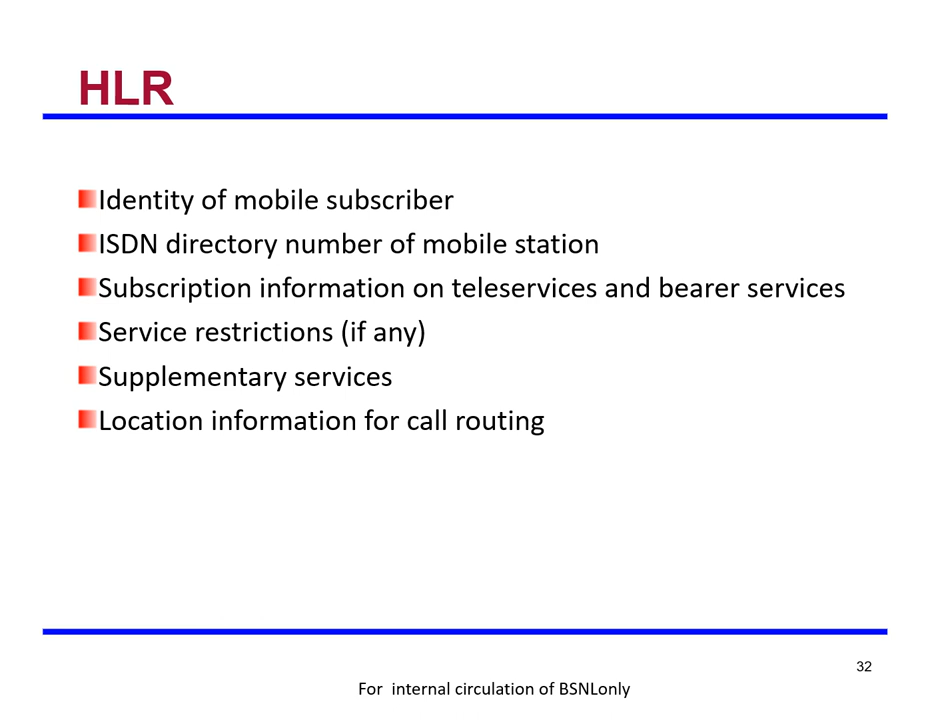 HLR
Identity of mobile subscriber
ISDN directory number of mobile station
Subscription information on teleservices and bearer services
Service restrictions (if any)
Supplementary services
Location information for call routing
32
For  internal circulation of BSNLonly